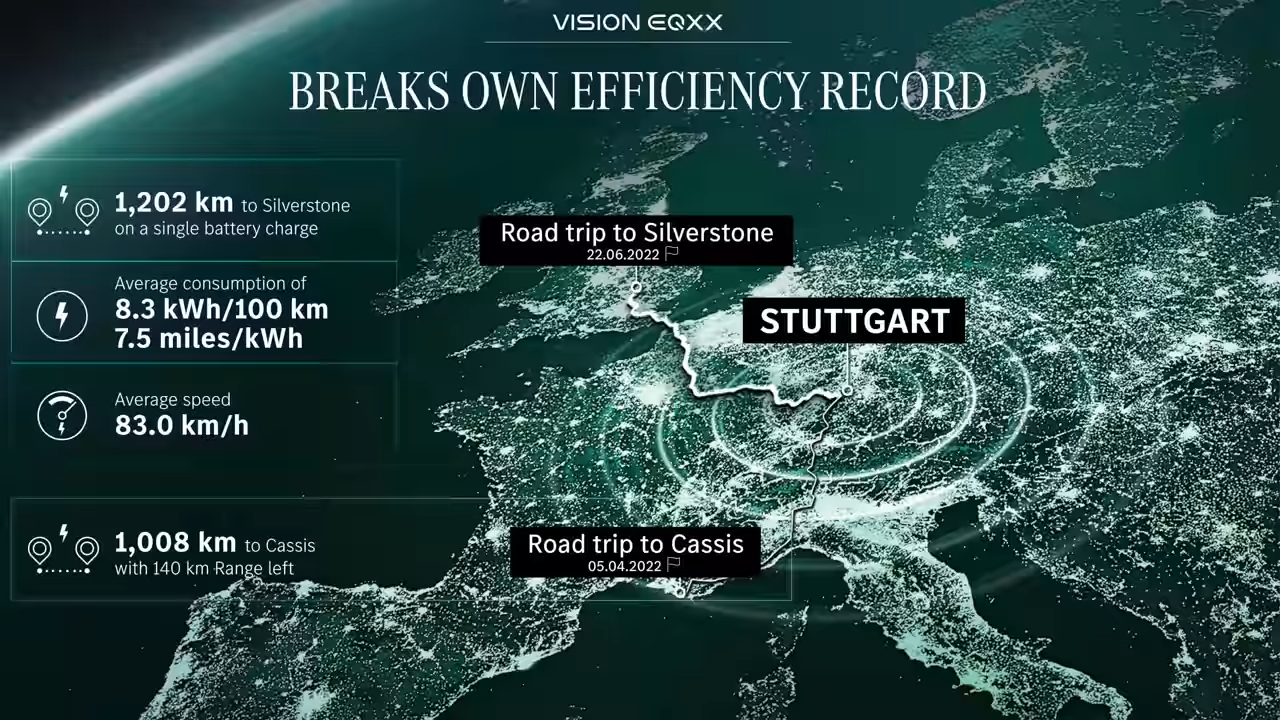 VISION EQXX
BREAKS OWN EFFICIENCY RECORD
1,202 km to Silverstone
on a single battery charge
Average consumption of
8.3 kWh/100 km
7.5 miles/kWh
Average speed
83.0 km/h
1,008 km to Cassis
with 140 km Range left
Road trip to Silverstone
22.06.2022
STUTTGART
Road trip to Cassis
05.04.2022